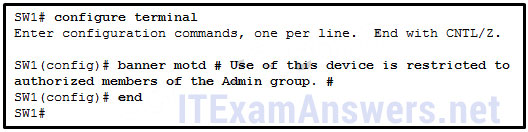 SW1# configure terminal
Enter configuration commands, one per line.  End with CNTL/Z.
SW1(config)# banner motd # Use of this device is restricted to
authorized members of the Admin group. #
SW1(config)# end
SW1#
ITExamAnswers.net